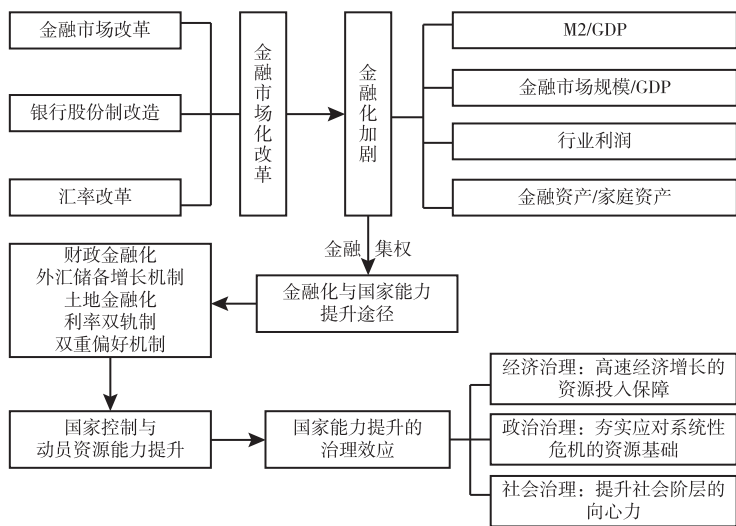 金融市场改革
银行股份制改造
汇率改革
金融市场化改革
金融化加剧
M2/GDP
金融市场规模/GDP
行业利润
金融资产/家庭资产
金融 集权
金融化与国家能力
提升途径
财政金融化
外汇储备增长机制
土地金融化
利率双轨制
双重偏好机制
国家控制与
动员资源能力提升
国家能力提升的
治理效应
经济治理：高速经济增长的
资源投入保障
政治治理：夯实应对系统性
危机的资源基础
社会治理：提升社会阶层的
向心力